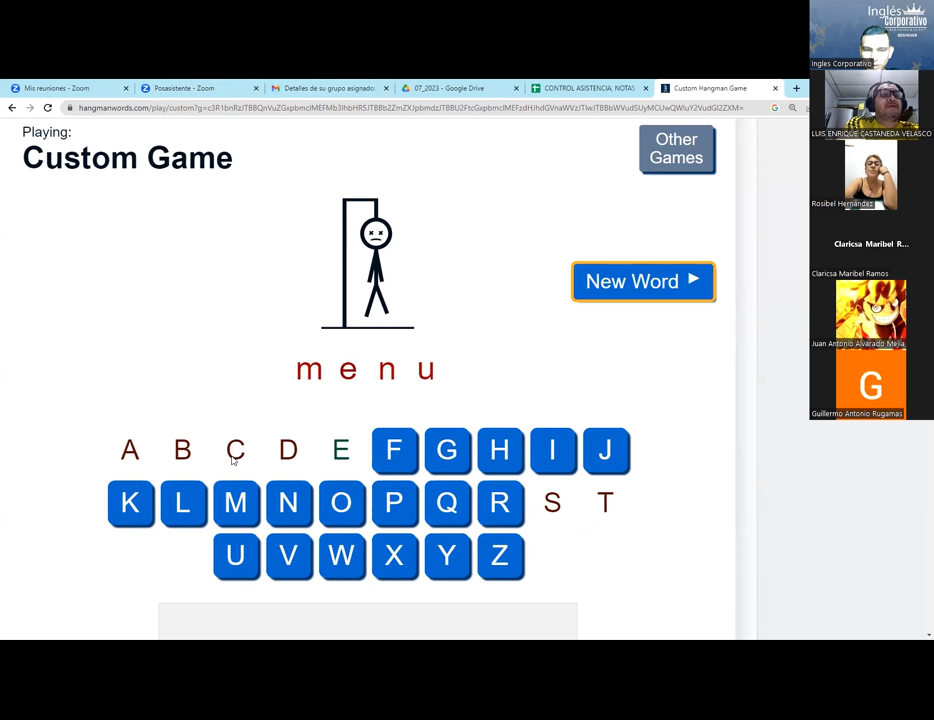 Mis reuniones - Zoom
Posasistente - Zoom
Detalles de su grupo asignado:
07_2023 - Google Drive
CONTROL ASISTENCIA, NOTAS
Custom Hangman Game
Playing:
Custom Game
Other
Games
New Word
m e n u
A B C D E F G H I J
K L M N O P Q R S T
U V W X Y Z
Inglés
Corporativo
BEGINNER
Ingles Corporativo
LUIS ENRIQUE CASTANEDA VELASCO
Rosibel Hernández
Claricsa Maribel R...
Claricsa Maribel Ramos
Juan Antonio Alvarado Mejia
G
Guillermo Antonio Rugamas